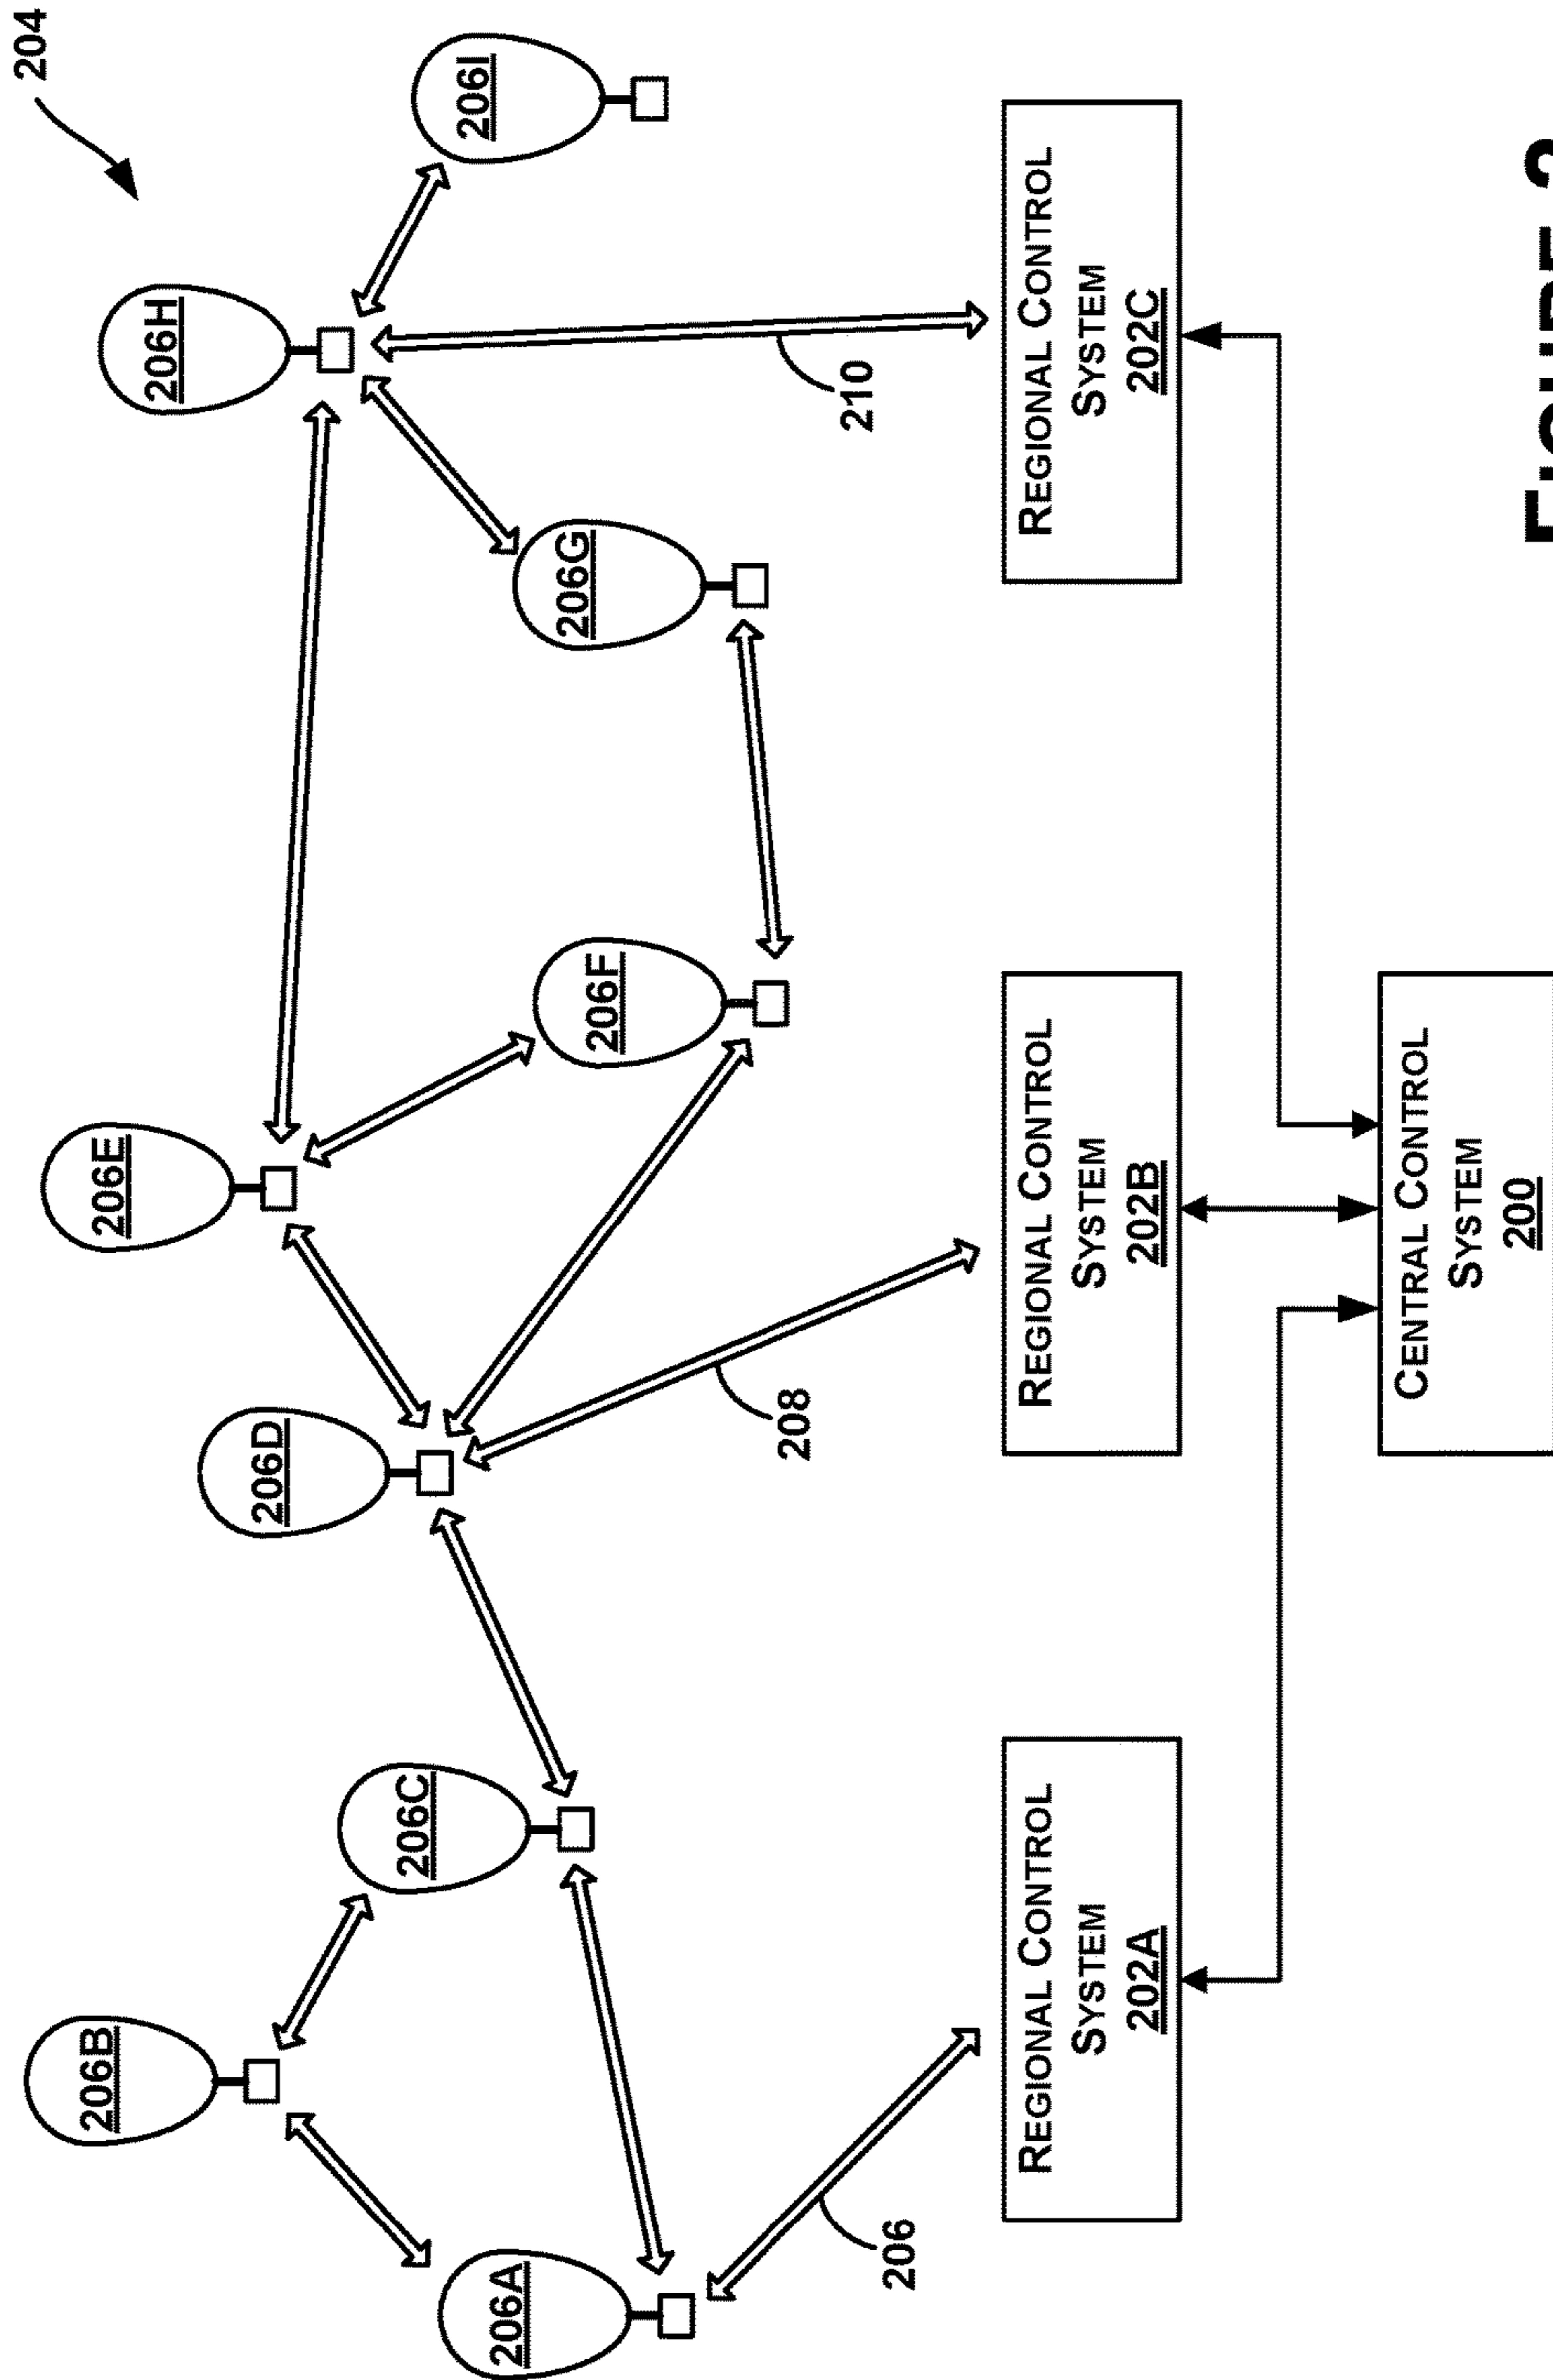 204
206B
206E
206H
206D
206C
206I
206A
206F
206G
206
208
210
REGIONAL CONTROL
SYSTEM
202A
REGIONAL CONTROL
SYSTEM
202B
REGIONAL CONTROL
SYSTEM
202C
CENTRAL CONTROL
SYSTEM
200